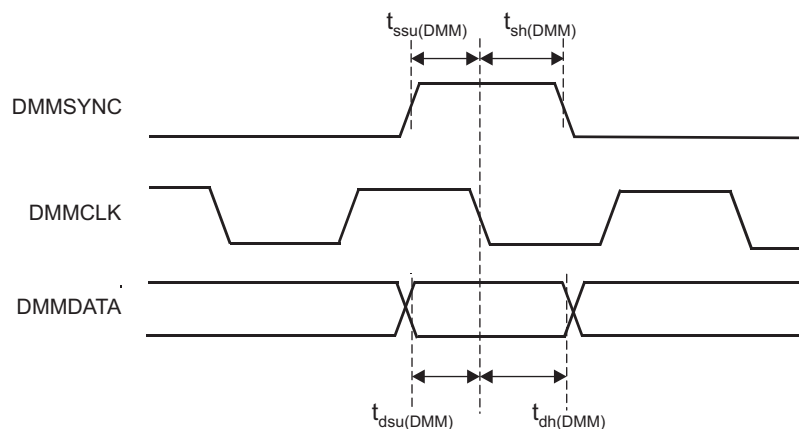 tssu(DMM)
tsh(DMM)
DMMSYNC
DMMCLK
DMMDATA
tdsu(DMM)
tdh(DMM)